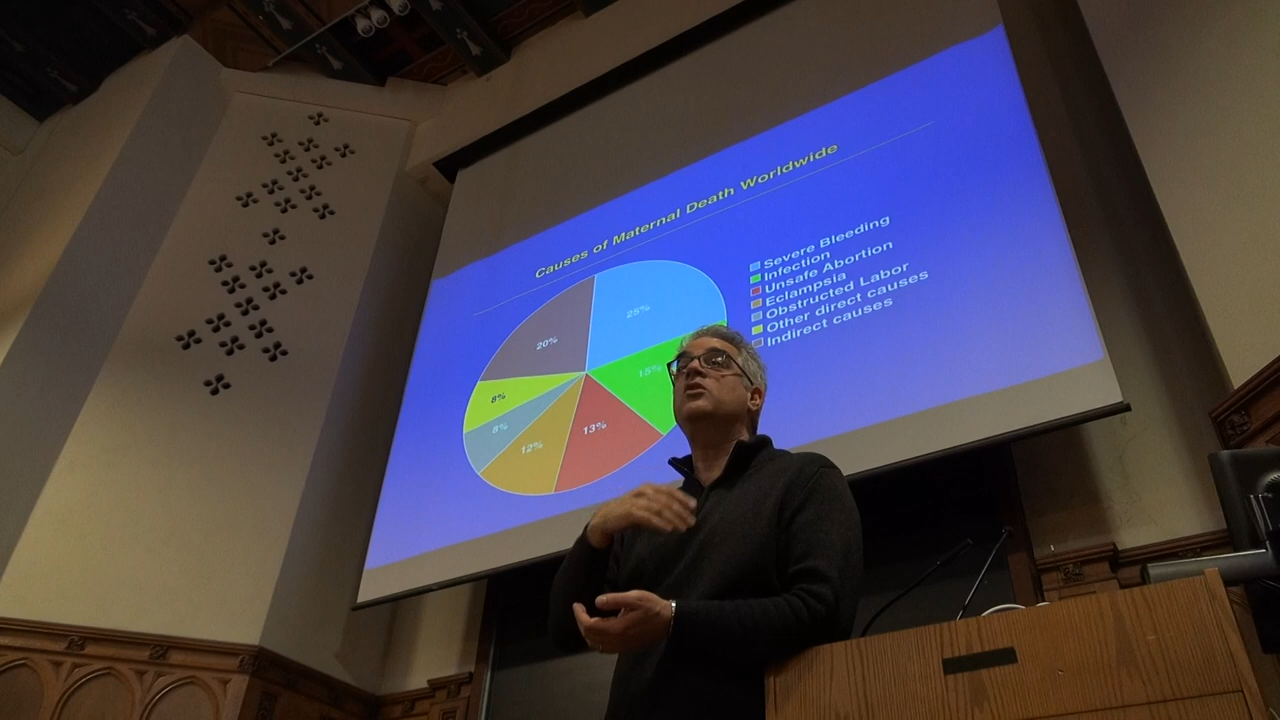 Causes of Maternal Death Worldwide
25%
15%
13%
12%
8%
8%
20%
Severe Bleeding
Infection
Unsafe Abortion
Eclampsia
Obstructed Labor
Other direct causes
Indirect causes